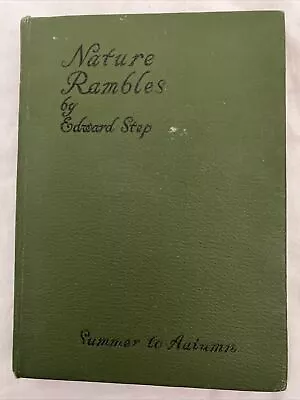 Nature
Rambles
by
Edward Step
Summer to Autumn